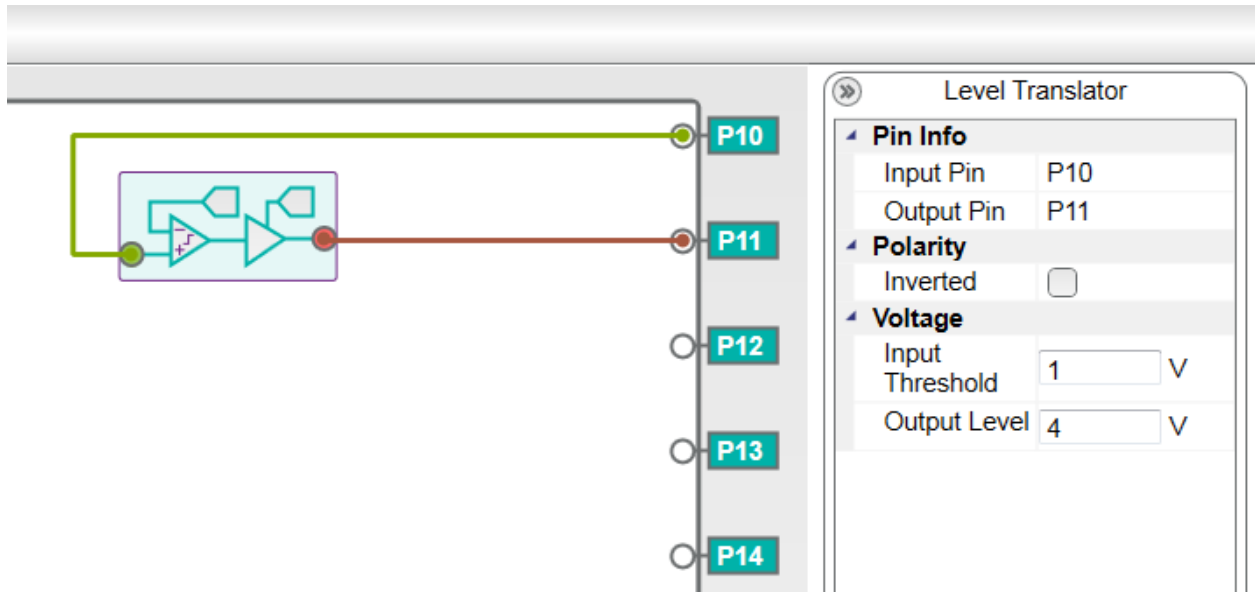 Level Translator
P10
Pin Info
Input Pin P10
Output Pin P11
P11
Polarity
Inverted
Voltage
P12
Input
Threshold 1 V
Output Level 4 V
P13
P14